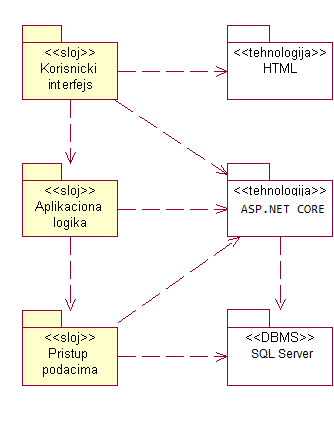 <<sloj>>
Korisnicki
interfejs
<<tehnologija>>
HTML
<<sloj>>
Aplikaciona
logika
<<tehnologija>>
ASP.NET CORE
<<sloj>>
Pristup
podacima
<<DBMS>>
SQL Server